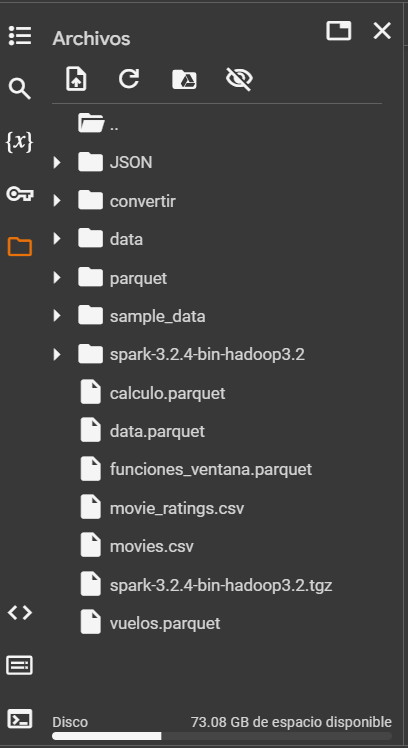 Archivos
{x}
..
JSON
convertir
data
parquet
sample_data
spark-3.2.4-bin-hadoop3.2
calculo.parquet
data.parquet
funciones_ventana.parquet
movie_ratings.csv
movies.csv
spark-3.2.4-bin-hadoop3.2.tgz
vuelos.parquet
Disco 73.08 GB de espacio disponible